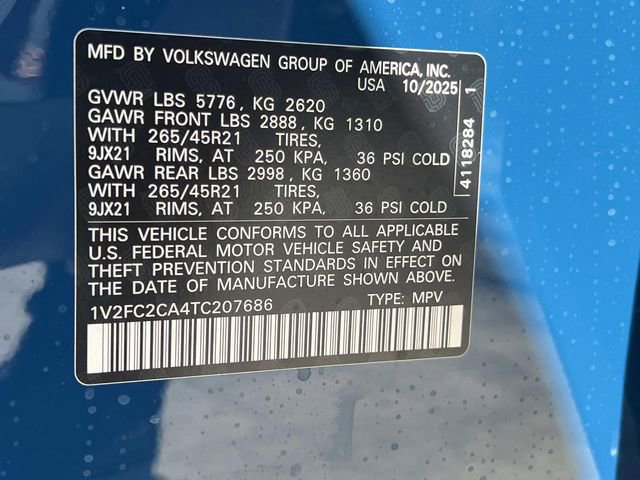 MFD BY VOLKSWAGEN GROUP OF AMERICA, INC.
USA 10/2025
GVWR LBS 5776, KG 2620
GAWR FRONT LBS 2888, KG 1310
WITH 265/45R21 TIRES,
9JX21 RIMS, AT 250 KPA, 36 PSI COLD
GAWR REAR LBS 2998, KG 1360
WITH 265/45R21 TIRES,
9JX21 RIMS, AT 250 KPA, 36 PSI COLD
THIS VEHICLE CONFORMS TO ALL APPLICABLE
U.S. FEDERAL MOTOR VEHICLE SAFETY AND
THEFT PREVENTION STANDARDS IN EFFECT ON
THE DATE OF MANUFACTURE SHOWN ABOVE.
1V2FC2CA4TC207686 TYPE: MPV
4118284 1